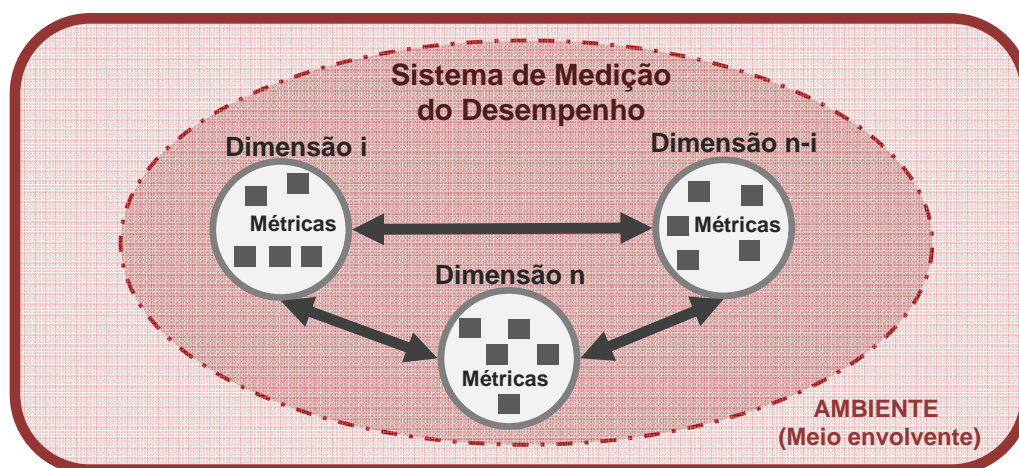 Sistema de Medição
do Desempenho
Dimensão i
Dimensão n-i
Métricas
Métricas
Dimensão n
Métricas
AMBIENTE
(Meio envolvente)